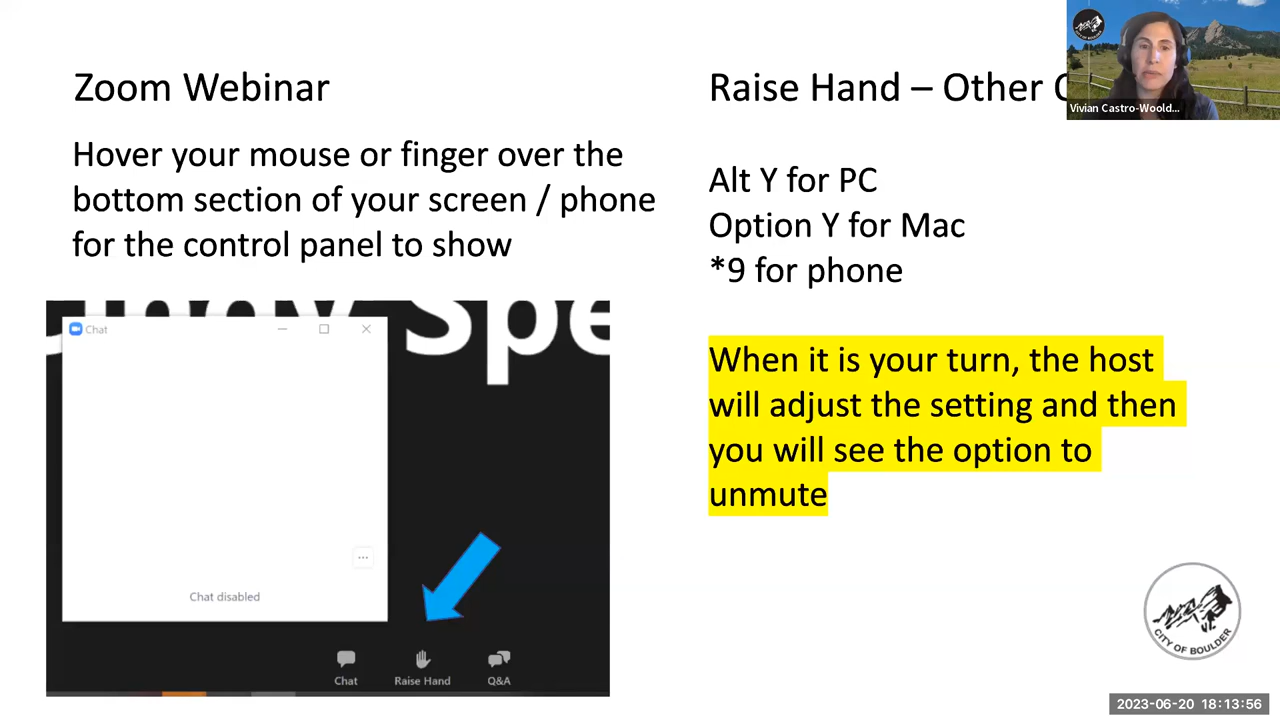 Zoom Webinar
Hover your mouse or finger over the
bottom section of your screen / phone
for the control panel to show
Chat
Chat disabled
Chat
Raise Hand
Q&A
Raise Hand – Other
Alt Y for PC
Option Y for Mac
*9 for phone
When it is your turn, the host
will adjust the setting and then
you will see the option to
unmute
Vivian Castro-Woold...
CITY OF BOULDER
2023-06-20 18:13:56